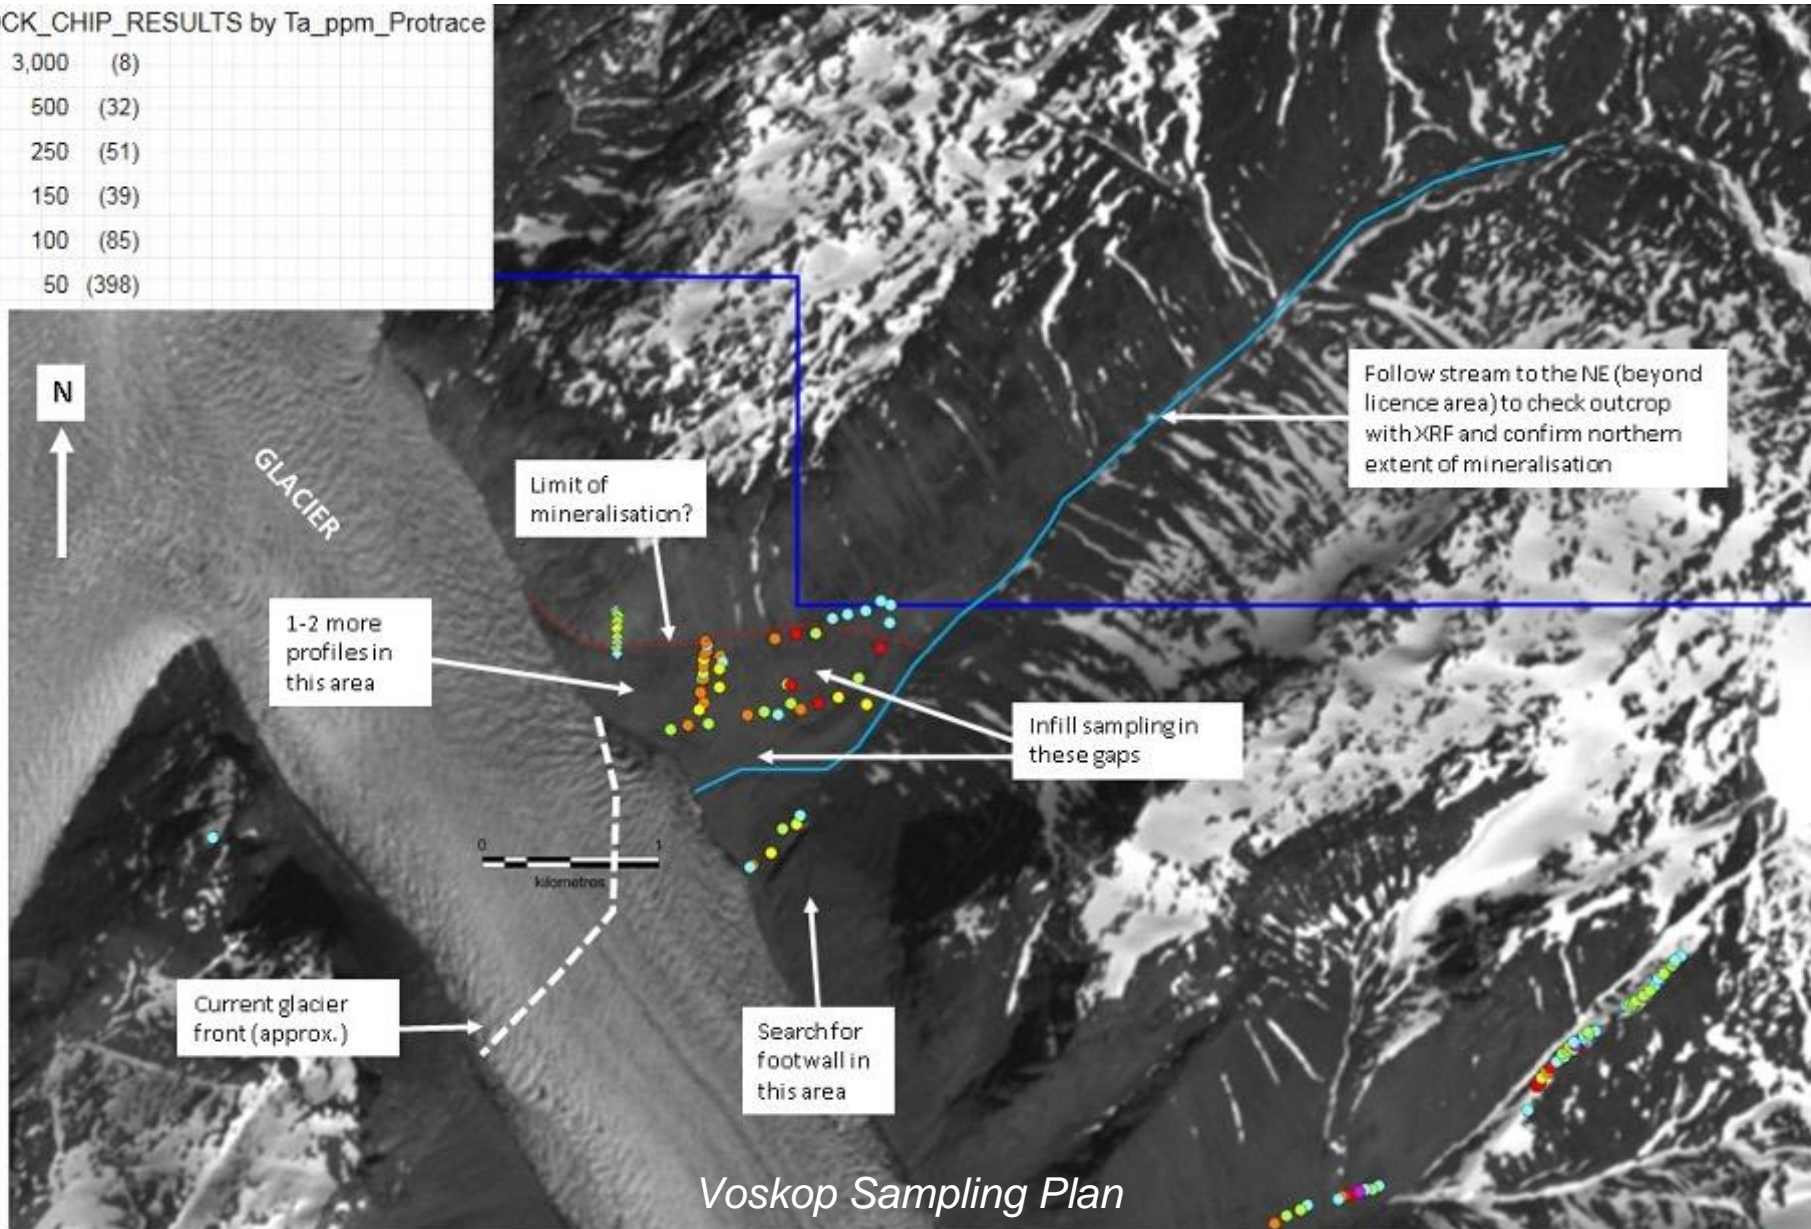 CK_CHIP_RESULTS by Ta_ppm_Protrace
3,000 (8)
500 (32)
250 (51)
150 (39)
100 (85)
50 (398)
N
GLACIER
Follow stream to the NE (beyond
licence area) to check outcrop
with XRF and confirm northern
extent of mineralisation
Limit of
mineralisation?
1-2 more
profiles in
this area
Infill sampling in
these gaps
0 1
kilometres
Current glacier
front (approx.)
Search for
footwall in
this area
Voskop Sampling Plan